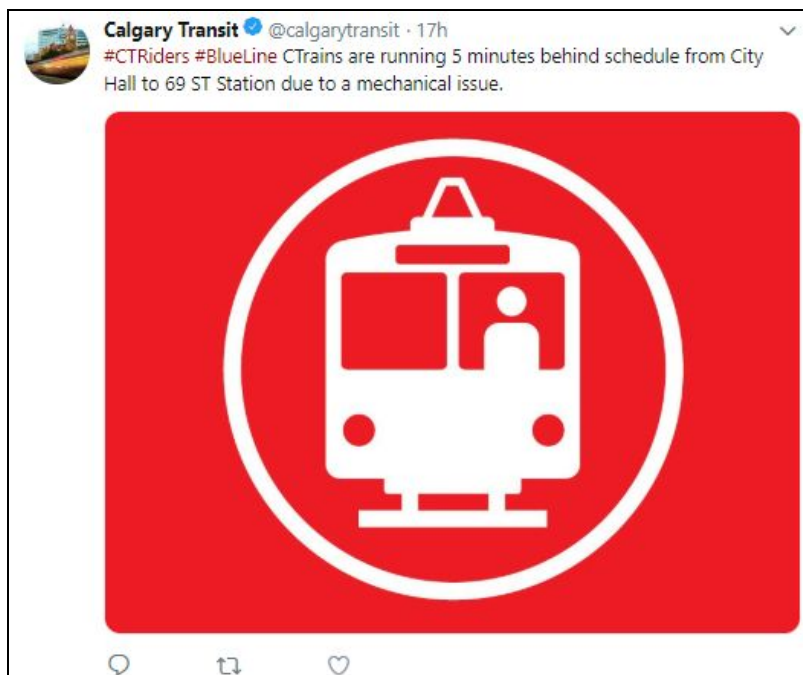 Calgary Transit @calgarytransit · 17h
#CTRiders #BlueLine CTrains are running 5 minutes behind schedule from City
Hall to 69 ST Station due to a mechanical issue.